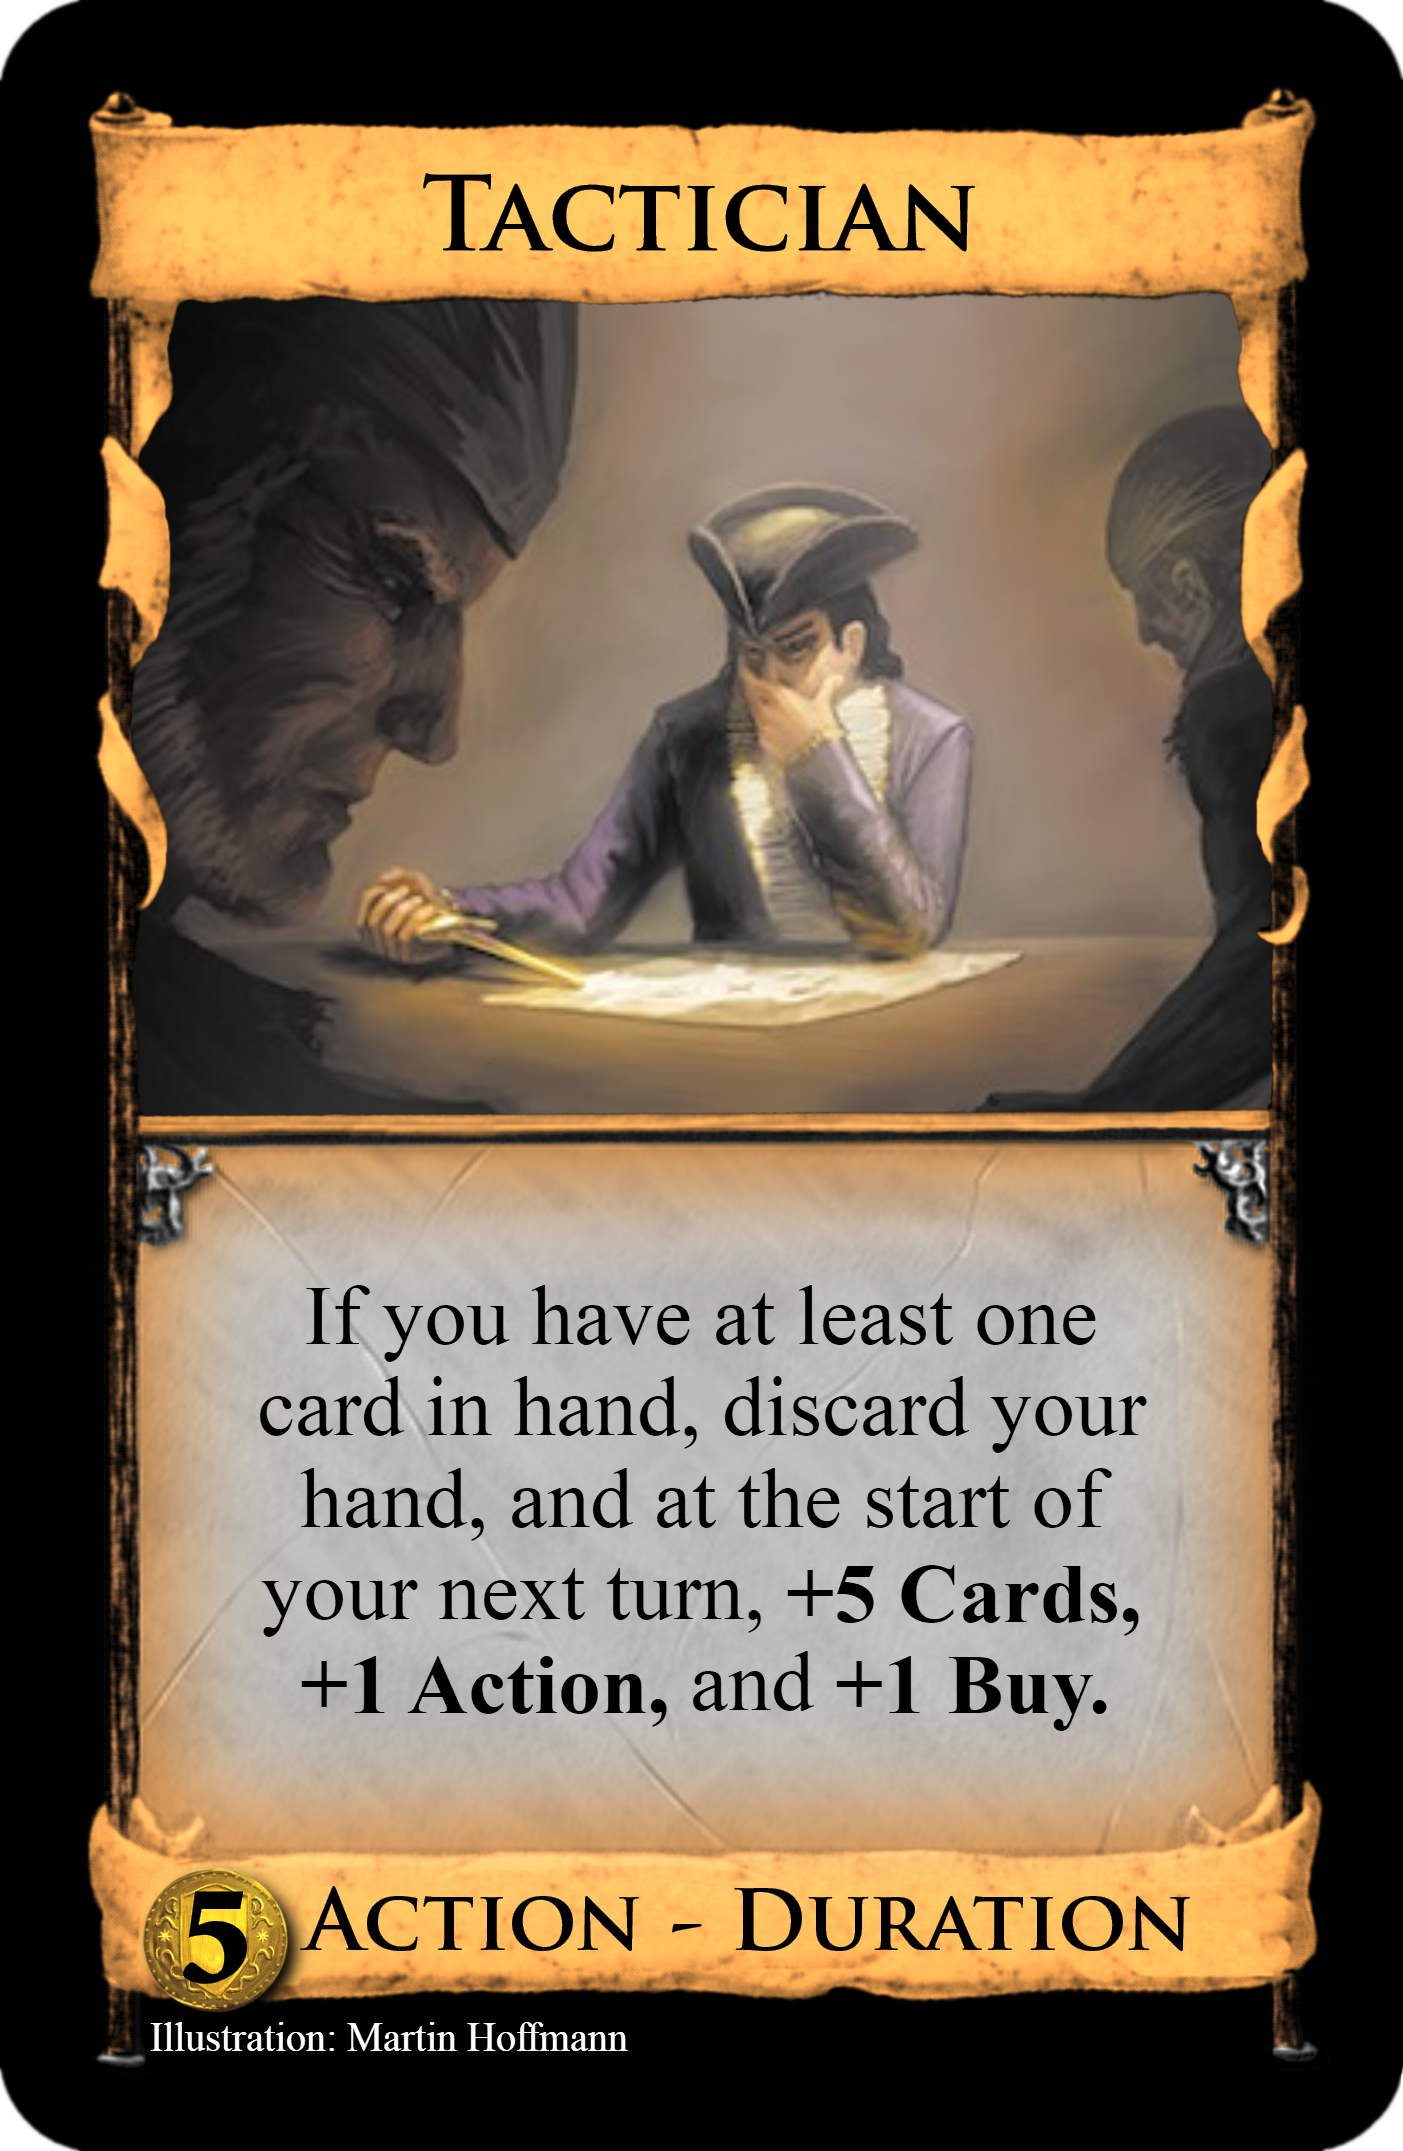 Tactician
If you have at least one
card in hand, discard your
hand, and at the start of
your next turn, +5 Cards,
+1 Action, and +1 Buy.
5 Action - Duration
Illustration: Martin Hoffmann